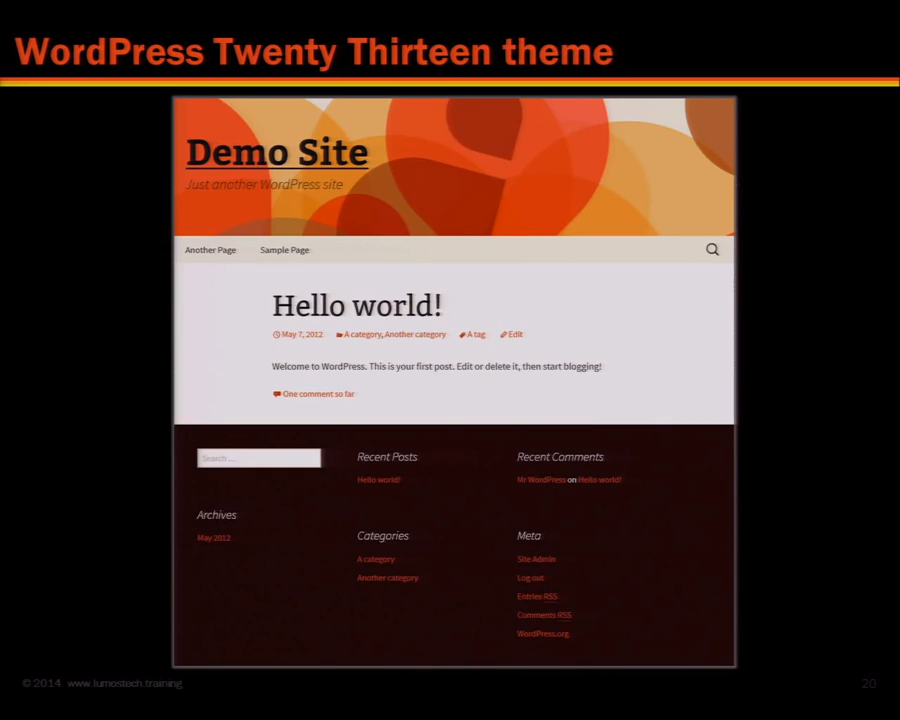 WordPress Twenty Thirteen theme
Demo Site
Just another WordPress site
Another Page Sample Page
Hello world!
May 7, 2012 A category, Another category A tag Edit
Welcome to WordPress. This is your first post. Edit or delete it, then start blogging!
One comment so far
Search …
Archives
May 2012
Recent Posts
Hello world!
Categories
A category
Another category
Recent Comments
Mr WordPress on Hello world!
Meta
Site Admin
Log out
Entries RSS
Comments RSS
WordPress.org
© 2014 www.lumostech.training
20